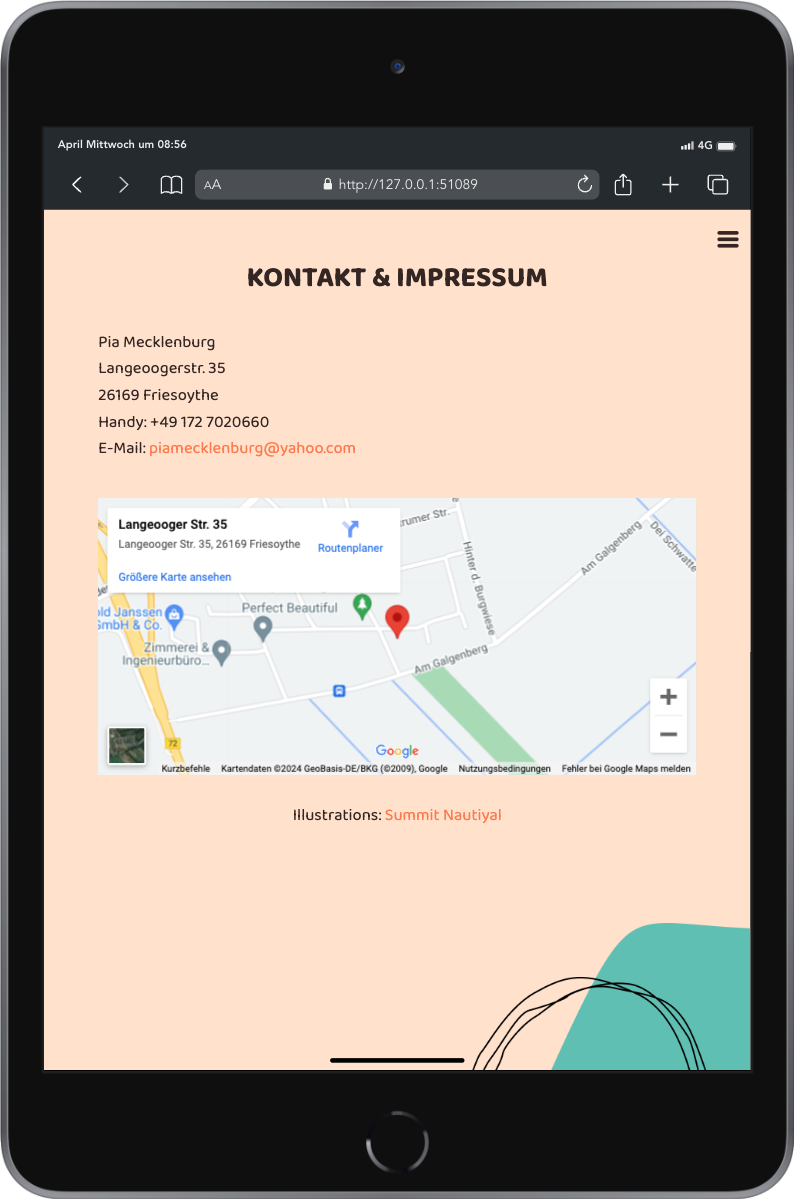 April Mittwoch um 08:56
4G
AA
http://127.0.0.1:51089
KONTAKT & IMPRESSUM
Pia Mecklenburg
Langeoogerstr. 35
26169 Friesoythe
Handy: +49 172 7020660
E-Mail: piamecklenburg@yahoo.com
Langeooger Str. 35
Langeooger Str. 35, 26169 Friesoythe
Routenplaner
Größere Karte ansehen
rumer Str.
Hinter d. Burgwiese
Am Galgenberg
Dei Schwatte
old Janssen
GmbH & Co.
Perfect Beautiful
Zimmerei &
Ingenieurbüro...
Am Galgenberg
72
Google
Kurzbefehle Kartendaten ©2024 GeoBasis-DE/BKG (©2009), Google Nutzungsbedingungen Fehler bei Google Maps melden
Illustrations: Summit Nautiyal